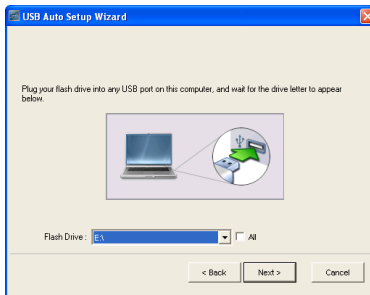 USB Auto Setup Wizard
Plug your flash drive into any USB port on this computer, and wait for the drive letter to appear
below.
Flash Drive : E:\ All
< Back Next > Cancel